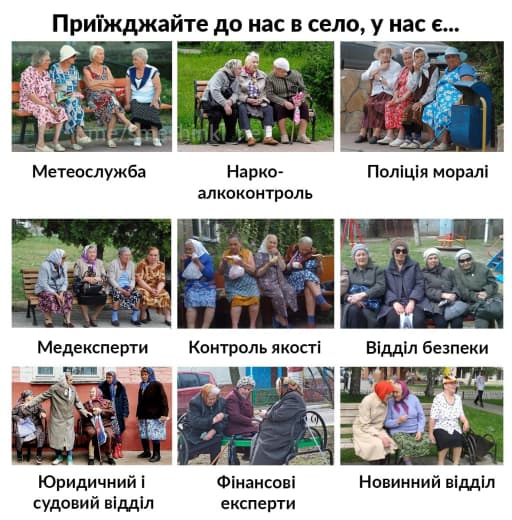 Приїжджайте до нас в село, у нас є...
Метеослужба
Нарко-
алкоконтроль
Поліція моралі
Медексперти
Контроль якості
Відділ безпеки
Юридичний і
судовий відділ
Фінансові
експерти
Новинний відділ